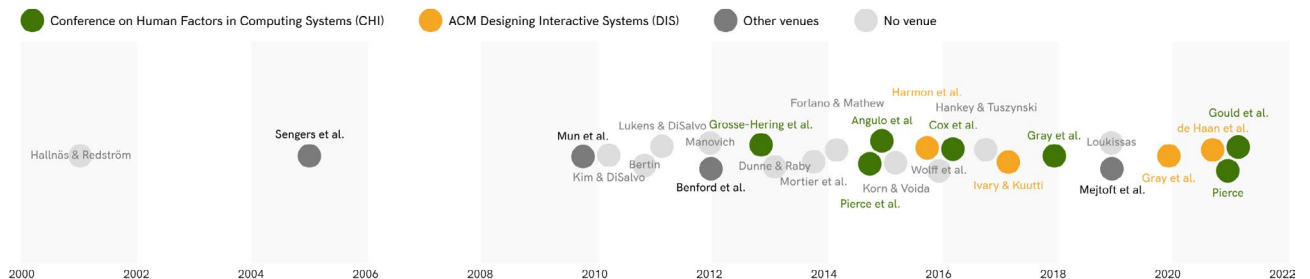 Conference on Human Factors in Computing Systems (CHI)
ACM Designing Interactive Systems (DIS)
Other venues
No venue
Hallnäs & Redström
Sengers et al.
Mun et al.
Kim & DiSalvo
Lukens & DiSalvo
Bertin
Manovich
Benford et al.
Grosse-Hering et al.
Dunne & Raby
Mortier et al.
Forlano & Mathew
Angulo et al
Pierce et al.
Korn & Voida
Harmon et al.
Cox et al.
Wolff et al.
Hankey & Tuszynski
Ivary & Kuutti
Gray et al.
Loukissas
Mejtoft et al.
Gray et al.
de Haan et al.
Gould et al.
Pierce
2000
2002
2004
2006
2008
2010
2012
2014
2016
2018
2020
2022